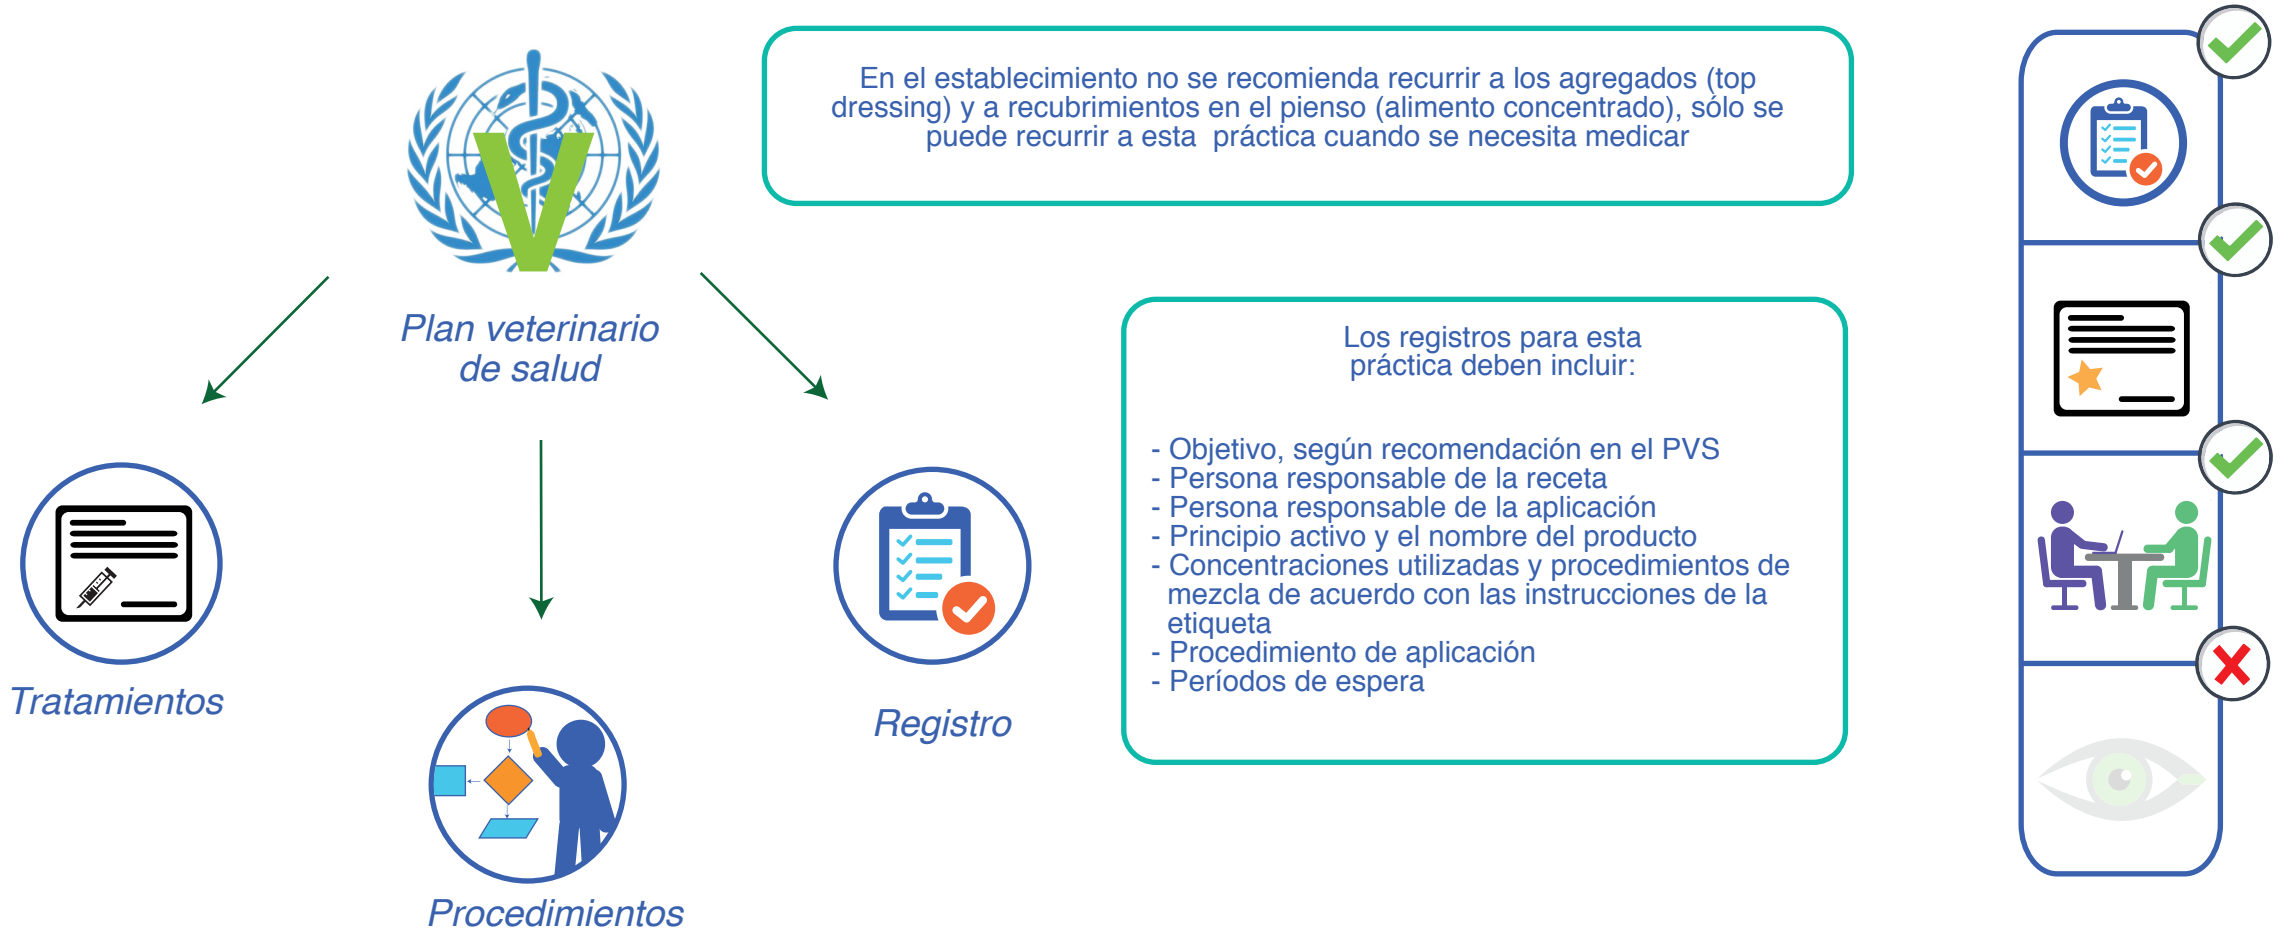 En el establecimiento no se recomienda recurrir a los agregados (top
dressing) y a recubrimientos en el pienso (alimento concentrado), sólo se
puede recurrir a esta  práctica cuando se necesita medicar
V
Plan veterinario
de salud
Los registros para esta
práctica deben incluir:
- Objetivo, según recomendación en el PVS
- Persona responsable de la receta
- Persona responsable de la aplicación
- Principio activo y el nombre del producto
- Concentraciones utilizadas y procedimientos de
mezcla de acuerdo con las instrucciones de la
etiqueta
- Procedimiento de aplicación
- Períodos de espera
Tratamientos
Registro
Procedimientos